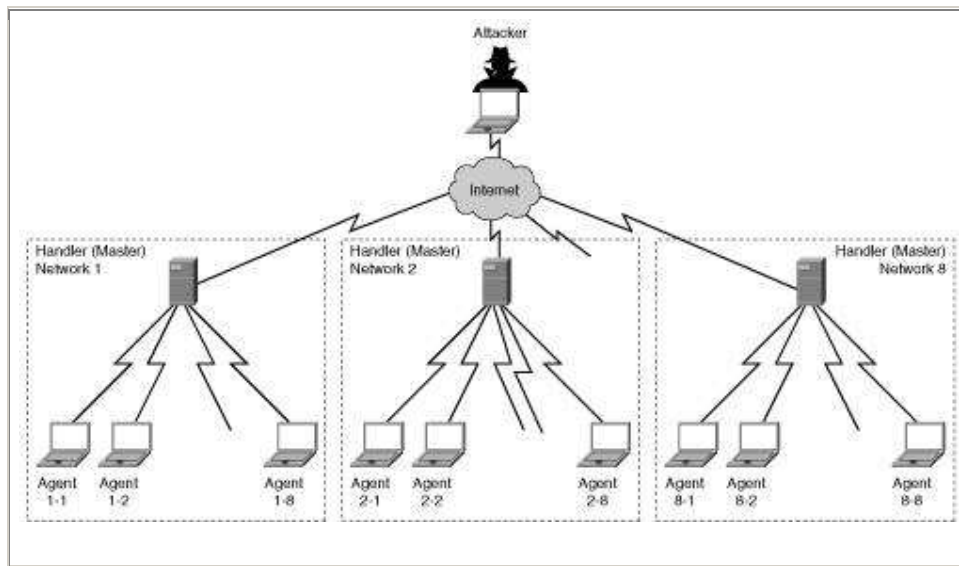 Attacker
Internet
Handler (Master)
Network 1
Handler (Master)
Network 2
Handler (Master)
Network 8
Agent
1-1
Agent
1-2
Agent
1-8
Agent
2-1
Agent
2-2
Agent
2-8
Agent
8-1
Agent
8-2
Agent
8-8